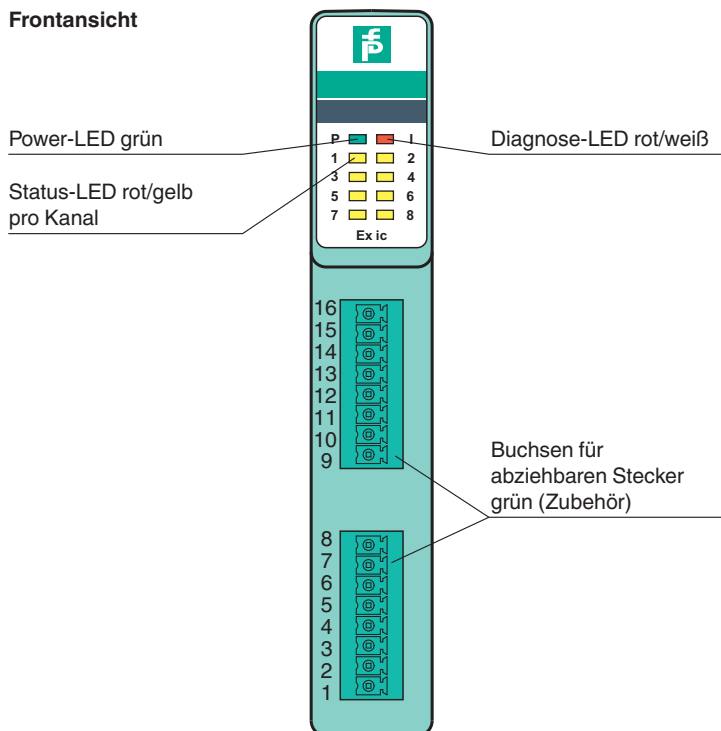 Frontansicht
P I
Power-LED grün
Diagnose-LED rot/weiß
1 2
3 4
Status-LED rot/gelb
pro Kanal
5 6
7 8
Ex ic
16
15
14
13
12
11
10
9
Buchsen für
abziehbaren Stecker
grün (Zubehör)
8
7
6
5
4
3
2
1